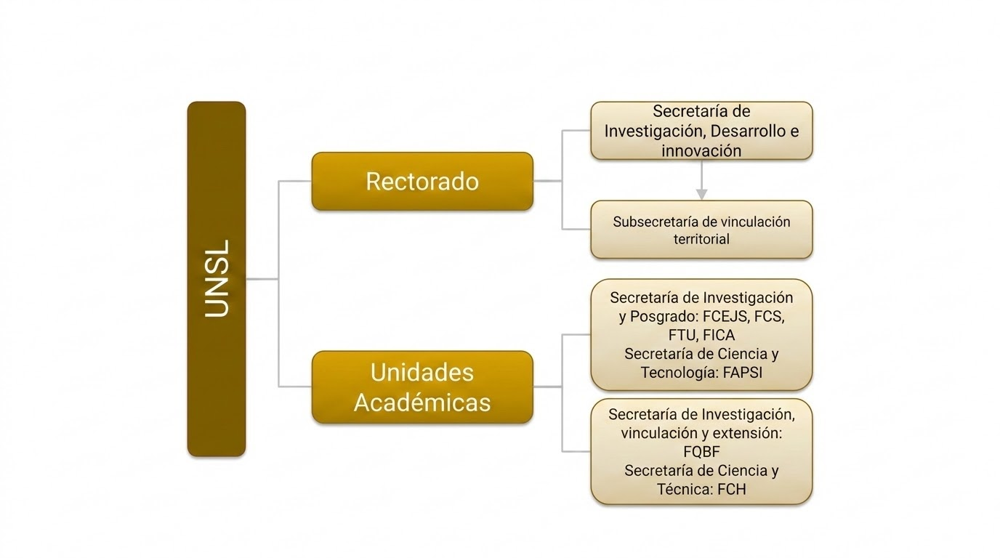 UNSL
Rectorado
Secretaría de
Investigación, Desarrollo e
innovación
Subsecretaría de vinculación
territorial
Unidades
Académicas
Secretaría de Investigación
y Posgrado: FCEJS, FCS,
FTU, FICA
Secretaría de Ciencia y
Tecnología: FAPSI
Secretaría de Investigación,
vinculación y extensión:
FQBF
Secretaría de Ciencia y
Técnica: FCH